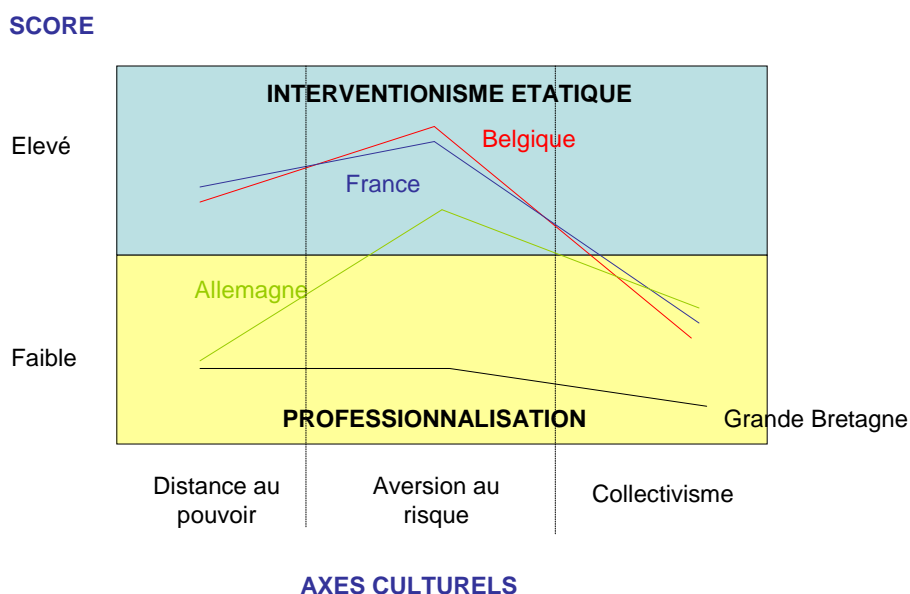 SCORE
INTERVENTIONISME ETATIQUE
Elevé
Belgique
France
Allemagne
Faible
PROFESSIONNALISATION
Grande Bretagne
Distance au
pouvoir
Aversion au
risque
Collectivisme
AXES CULTURELS